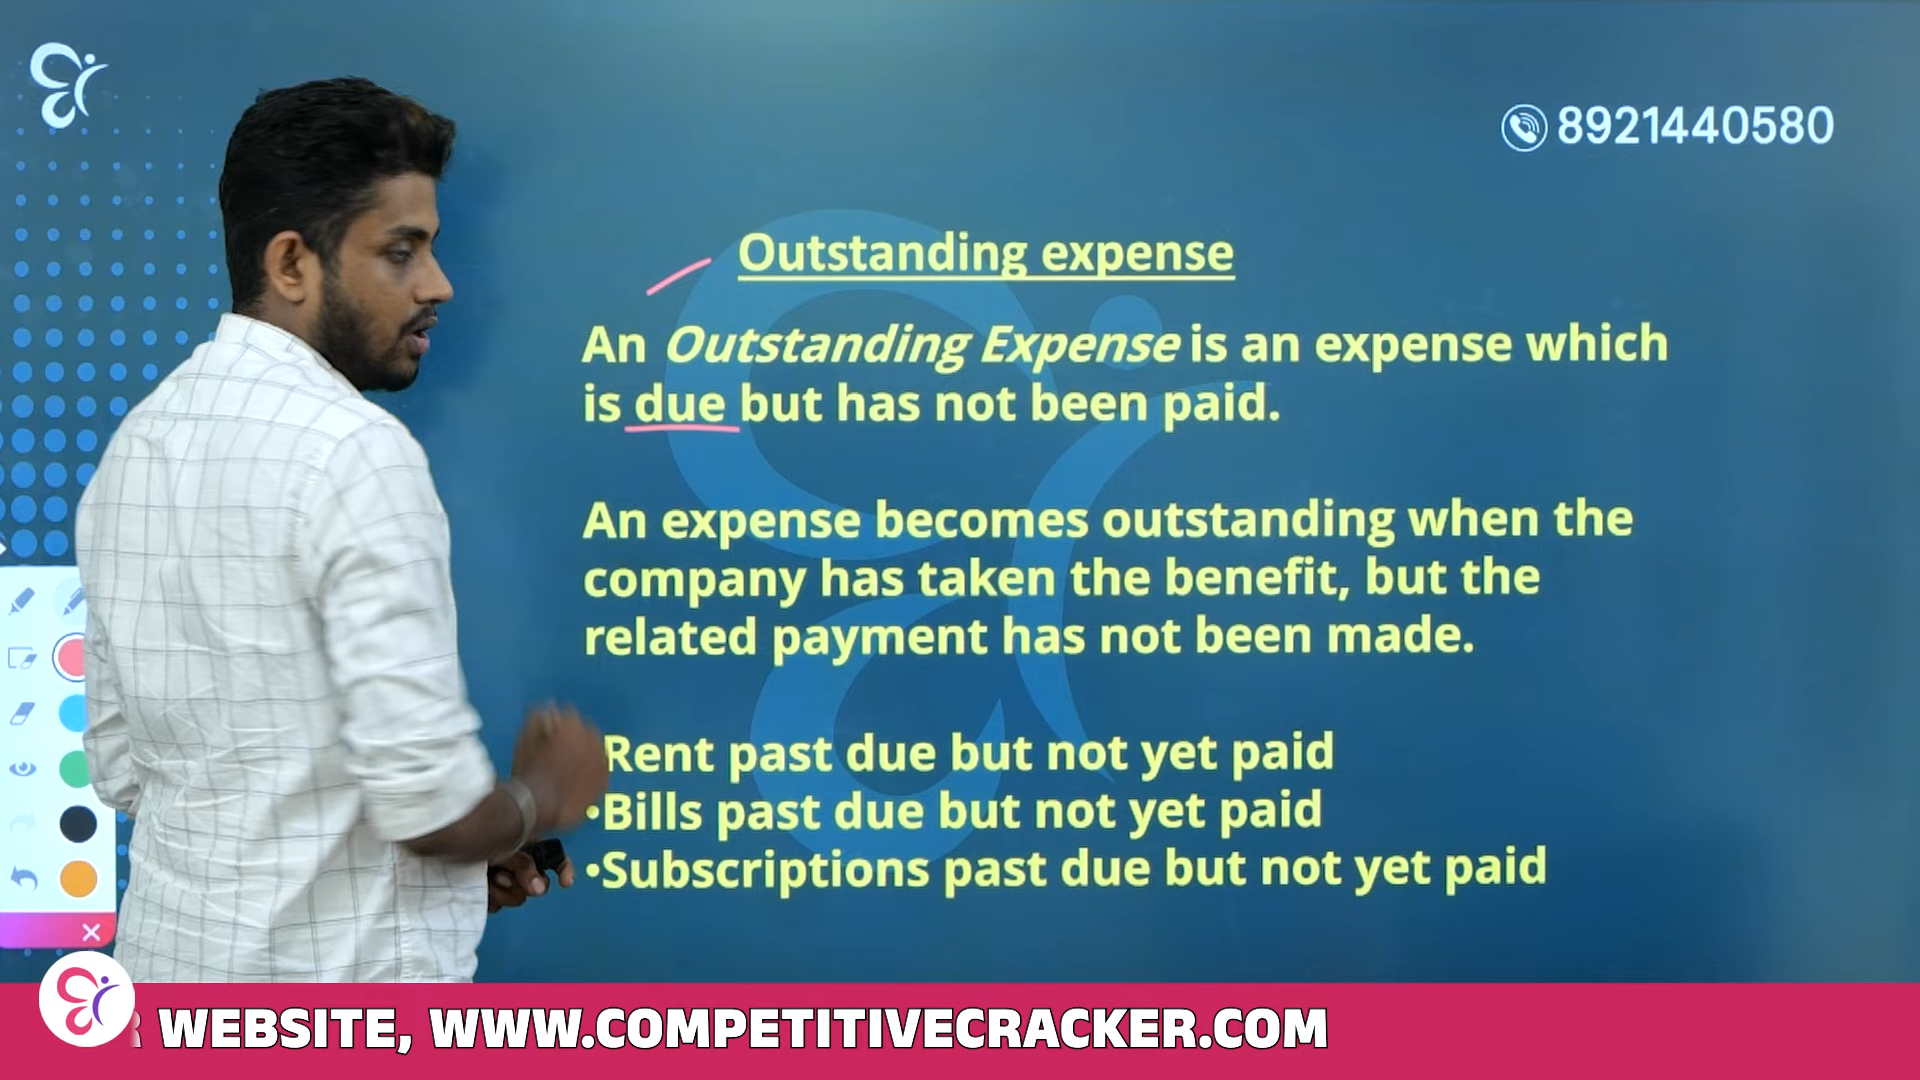 8921440580
Outstanding expense
An Outstanding Expense is an expense which
is due but has not been paid.
An expense becomes outstanding when the
company has taken the benefit, but the
related payment has not been made.
Rent past due but not yet paid
•Bills past due but not yet paid
•Subscriptions past due but not yet paid
WEBSITE, WWW.COMPETITIVECRACKER.COM